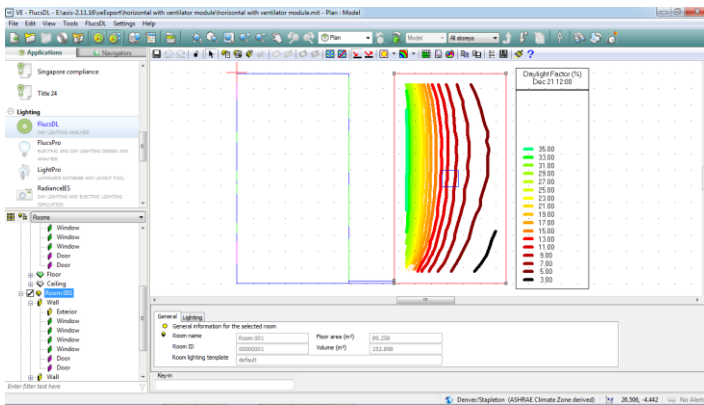 VE - FlucsDL - E:\axis-2.11.16\veExport\horizontal with ventilator module\horizontal with ventilator module.mit - Plan : Model
File Edit View Tools FlucsDL Settings Help
Plan Model All storeys
Applications Navigators
Singapore compliance
Title 24
Lighting
FlucsDL
DAY LIGHTING ANALYSIS
FlucsPro
ELECTRIC AND DAY LIGHTING DESIGN AND
ANALYSIS
LightPro
LUMINAIRE DATABASE AND LAYOUT TOOL
RadianceIES
DAY LIGHTING AND ELECTRIC LIGHTING
SIMULATION
Rooms
Window
Window
Window
Door
Door
Floor
Ceiling
Room 001
Wall
Exterior
Window
Window
Window
Door
Door
Wall
Enter filter text here
Daylight Factor (%)
Dec 21 12:00
35.00
33.00
31.00
29.00
27.00
25.00
23.00
21.00
19.00
17.00
15.00
13.00
11.00
9.00
7.00
5.00
3.00
General Lighting
General information for the selected room
Room name Room 001 Floor area (m²) 89.258
Room ID 00000001 Volume (m³) 252.898
Room lighting template default
Key-in
Denver/Stapleton (ASHRAE Climate Zone derived) 26.506, -4.442 No Alerts